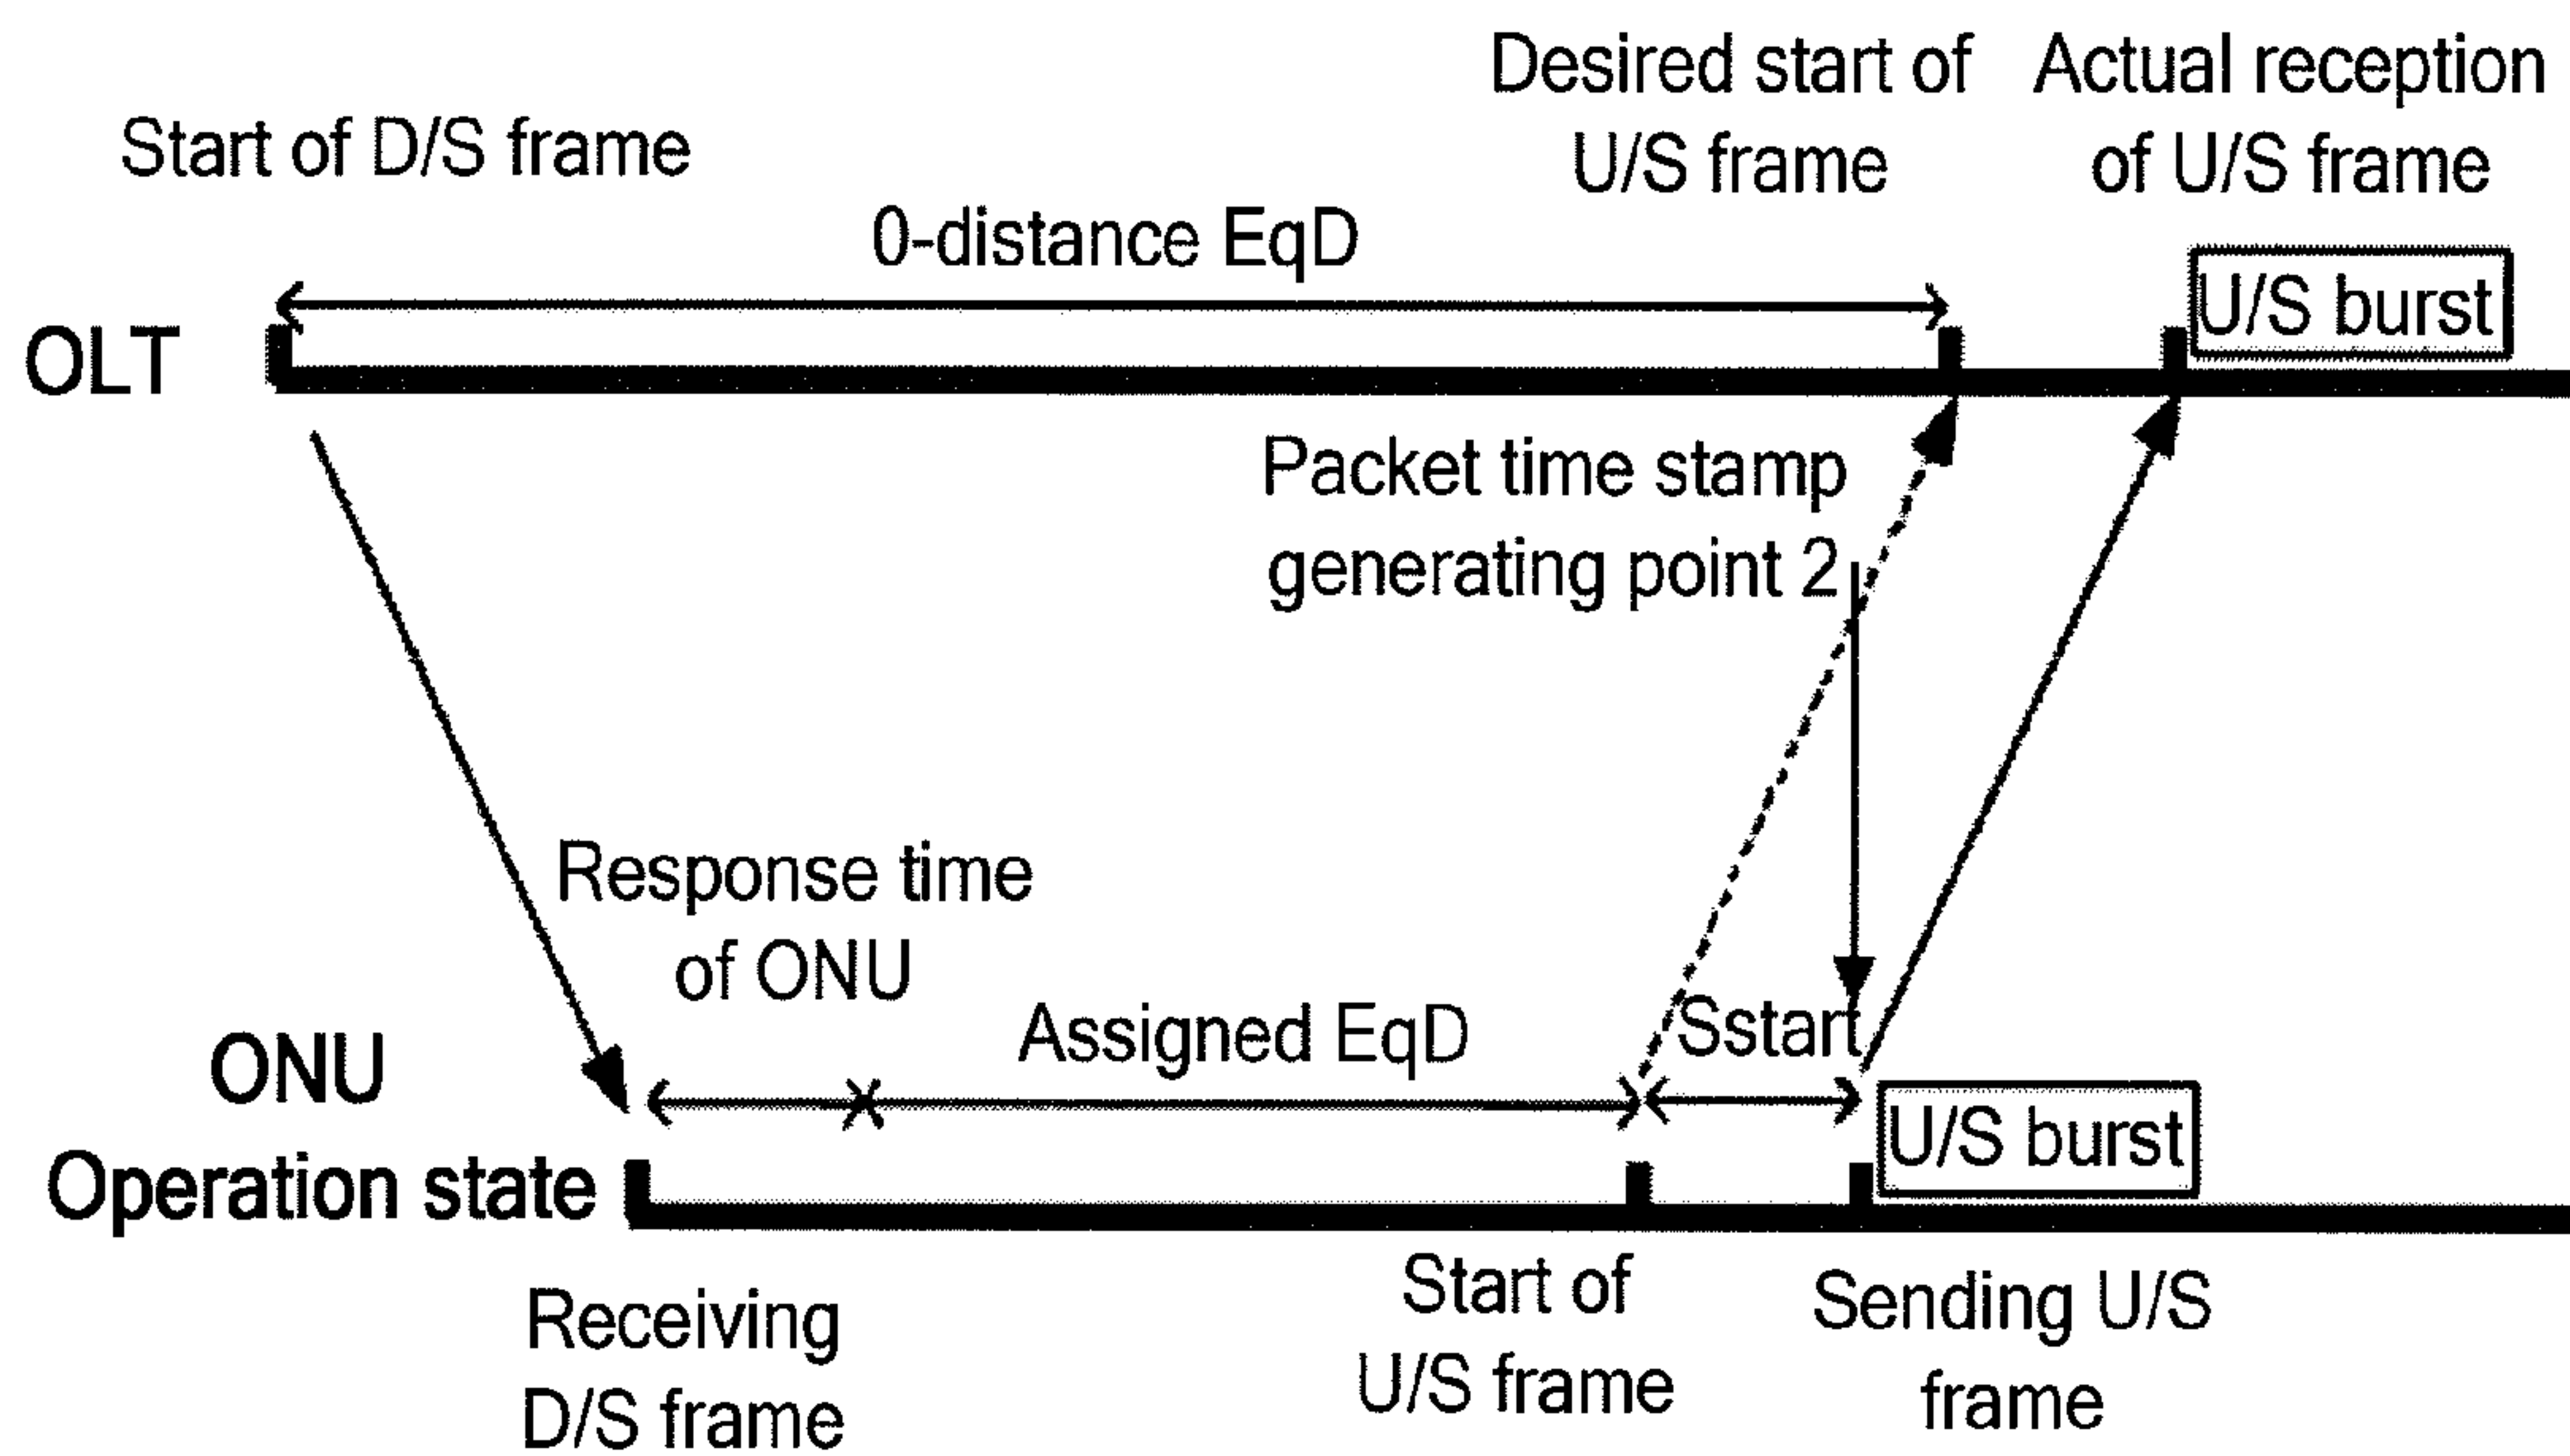 Start of D/S frame
Desired start of
U/S frame
Actual reception
of U/S frame
0-distance EqD
U/S burst
OLT
Packet time stamp
generating point 2
Response time
of ONU
Assigned EqD
Sstart
ONU
Operation state
U/S burst
Receiving
D/S frame
Start of
U/S frame
Sending U/S
frame